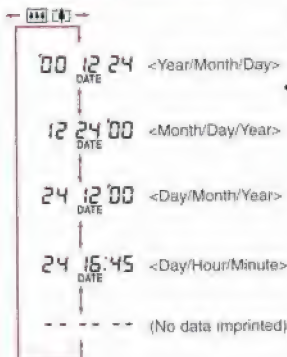 '00 12 24 <Year/Month/Day>
DATE
12 24 '00 <Month/Day/Year>
DATE
24 12 '00 <Day/Month/Year>
DATE
24 16:45 <Day/Hour/Minute>
DATE
-- -- -- (No data imprinted)